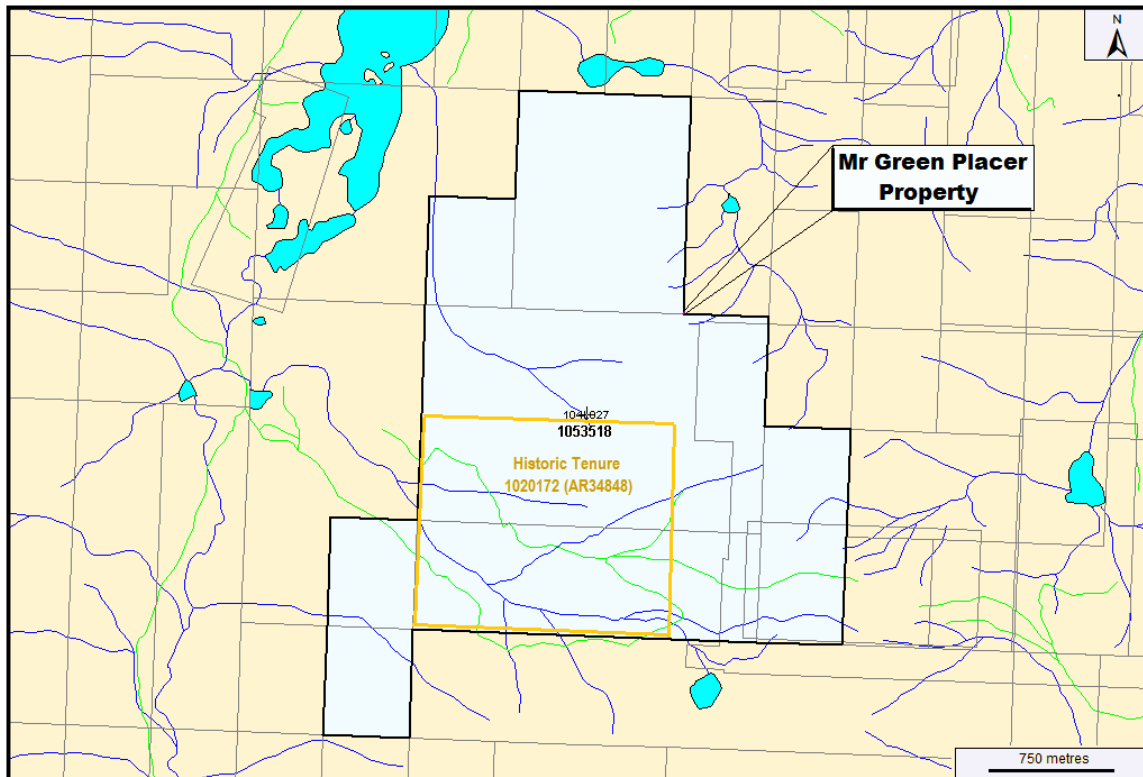 N
Mr Green Placer
Property
1053518
Historic Tenure
1020172 (AR34848)
750 metres